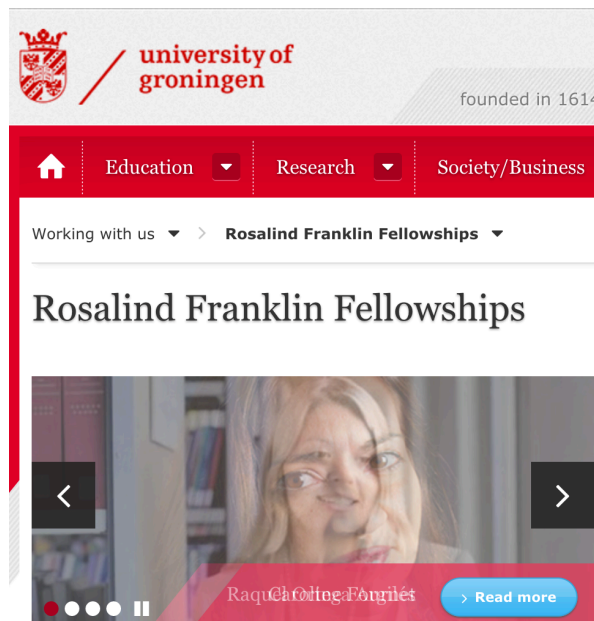 university of
groningen
founded in 1614
Education
Research
Society/Business
Working with us
Rosalind Franklin Fellowships
Rosalind Franklin Fellowships
Read more